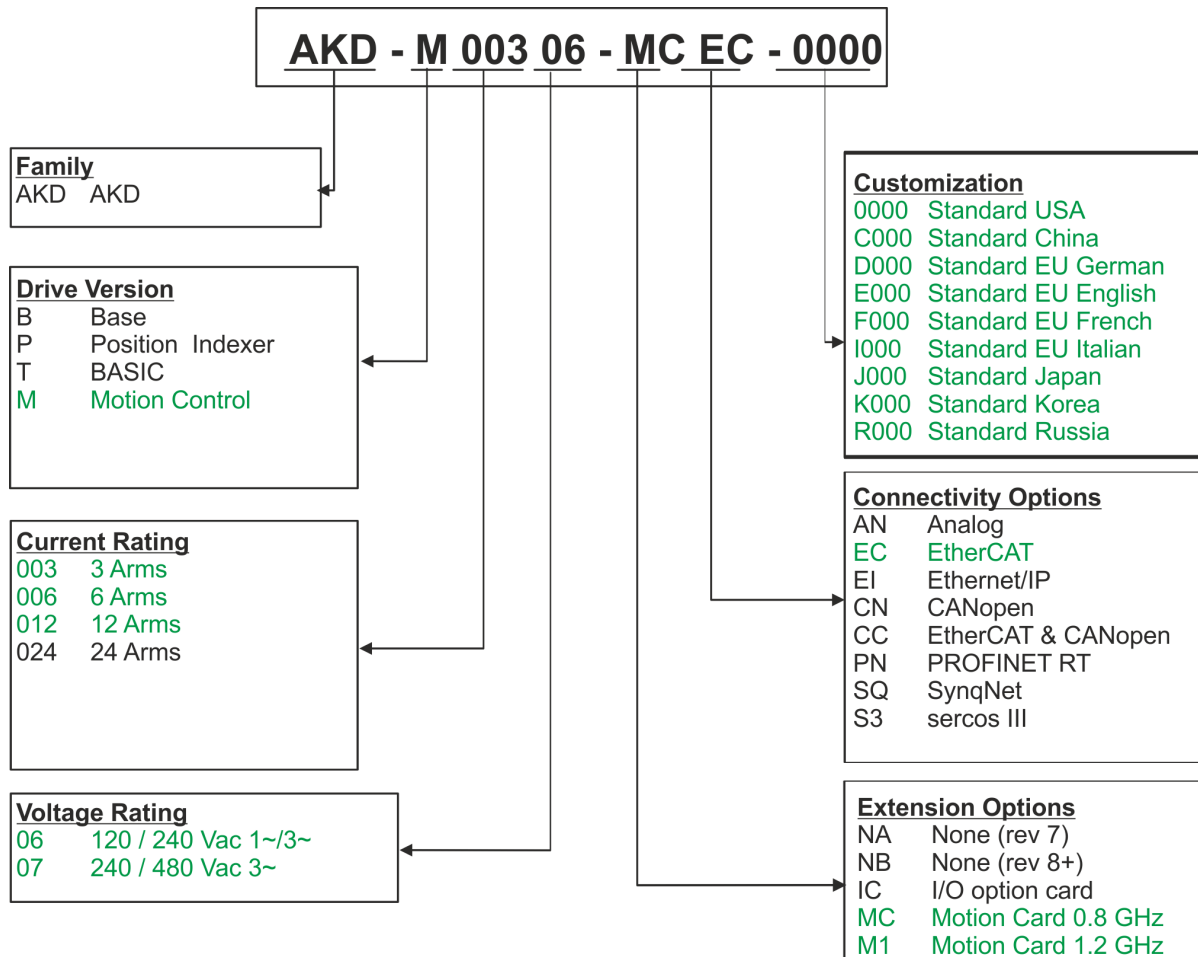 AKD - M 003 06 - MC EC - 0000
Family
AKD AKD
Drive Version
B Base
P Position Indexer
T BASIC
M Motion Control
Current Rating
003 3 Arms
006 6 Arms
012 12 Arms
024 24 Arms
Voltage Rating
06 120 / 240 Vac 1~/3~
07 240 / 480 Vac 3~
Customization
0000 Standard USA
C000 Standard China
D000 Standard EU German
E000 Standard EU English
F000 Standard EU French
I000 Standard EU Italian
J000 Standard Japan
K000 Standard Korea
R000 Standard Russia
Connectivity Options
AN Analog
EC EtherCAT
EI Ethernet/IP
CN CANopen
CC EtherCAT & CANopen
PN PROFINET RT
SQ SynqNet
S3 sercos III
Extension Options
NA None (rev 7)
NB None (rev 8+)
IC I/O option card
MC Motion Card 0.8 GHz
M1 Motion Card 1.2 GHz